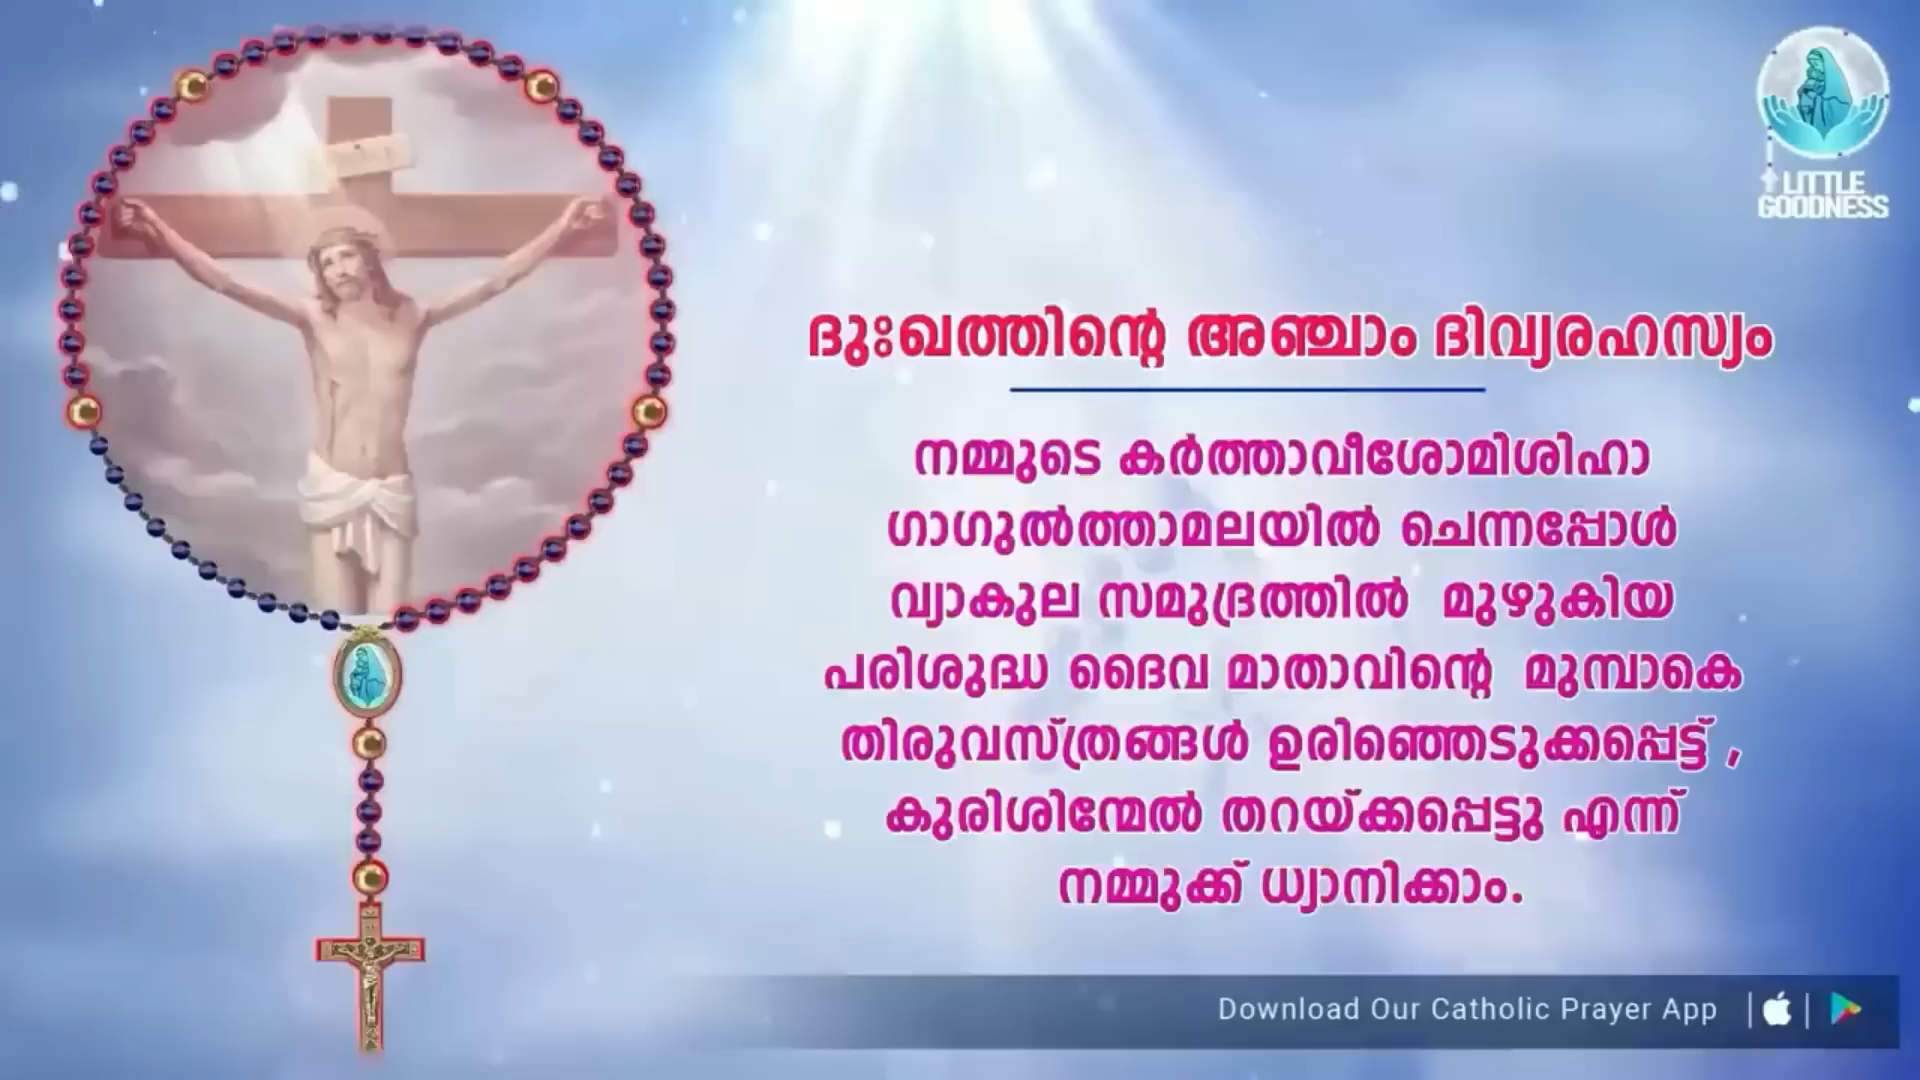 LITTLE
GOODNESS
ദുഃഖത്തിന്റെ അഞ്ചാം ദിവ്യരഹസ്യം
നമ്മുടെ കർത്താവീശോമിശിഹാ
ഗാഗുൽത്താമലയിൽ ചെന്നപ്പോൾ
വ്യാകുല സമുദ്രത്തിൽ മുഴുകിയ
പരിശുദ്ധ ദൈവ മാതാവിന്റെ മുമ്പാകെ
തിരുവസ്ത്രങ്ങൾ ഉരിഞ്ഞെടുക്കപ്പെട്ട് ,
കുരിശിന്മേൽ തറയ്ക്കപ്പെട്ടു എന്ന്
നമ്മുക്ക് ധ്യാനിക്കാം.
Download Our Catholic Prayer App